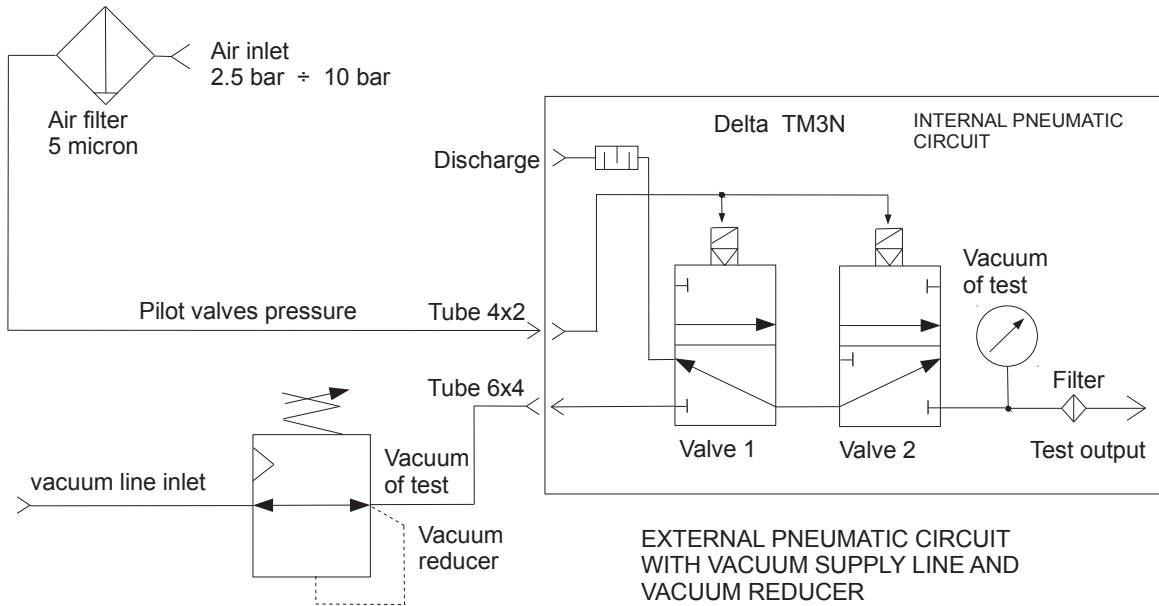 Air inlet
2.5 bar ÷ 10 bar
Air filter
5 micron
Delta TM3N
INTERNAL PNEUMATIC
CIRCUIT
Discharge
Vacuum
of test
Pilot valves pressure
Tube 4x2
Tube 6x4
Filter
Valve 1
Valve 2
Test output
vacuum line inlet
Vacuum
of test
Vacuum
reducer
EXTERNAL PNEUMATIC CIRCUIT
WITH VACUUM SUPPLY LINE AND
VACUUM REDUCER